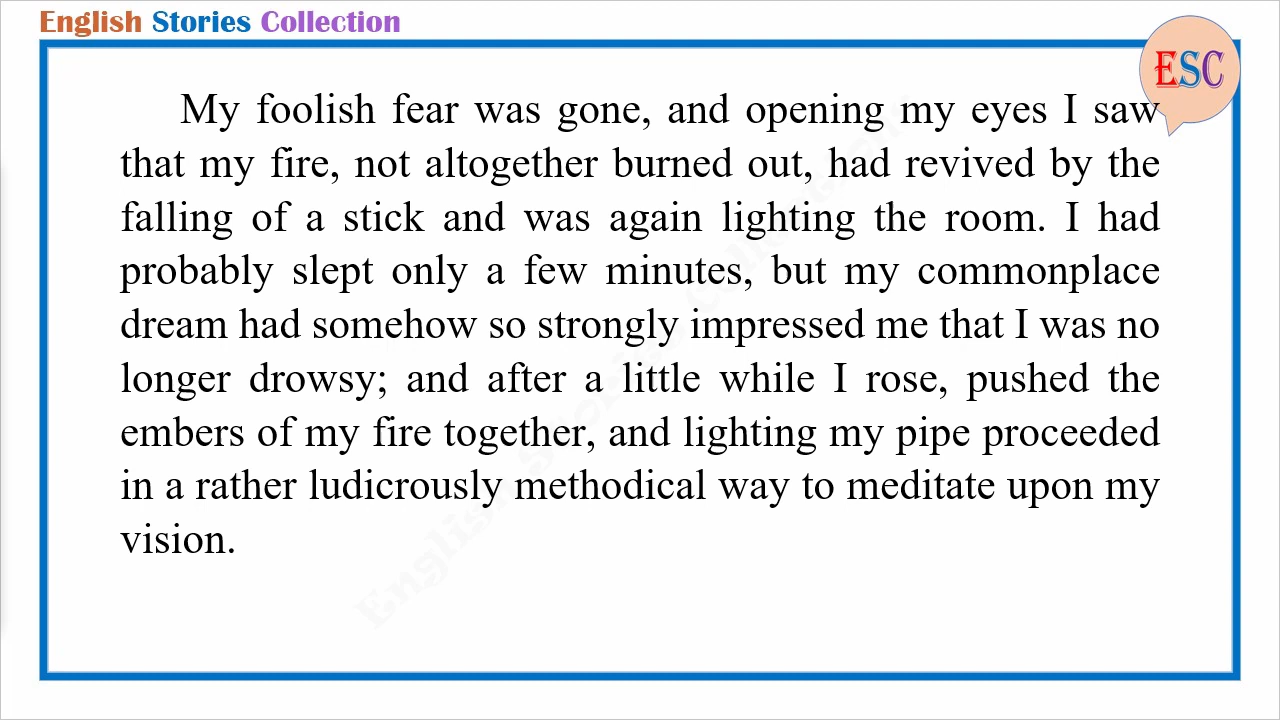 English Stories Collection
ESC
My foolish fear was gone, and opening my eyes I saw
that my fire, not altogether burned out, had revived by the
falling of a stick and was again lighting the room. I had
probably slept only a few minutes, but my commonplace
dream had somehow so strongly impressed me that I was no
longer drowsy; and after a little while I rose, pushed the
embers of my fire together, and lighting my pipe proceeded
in a rather ludicrously methodical way to meditate upon my
vision.
English Stories Collection